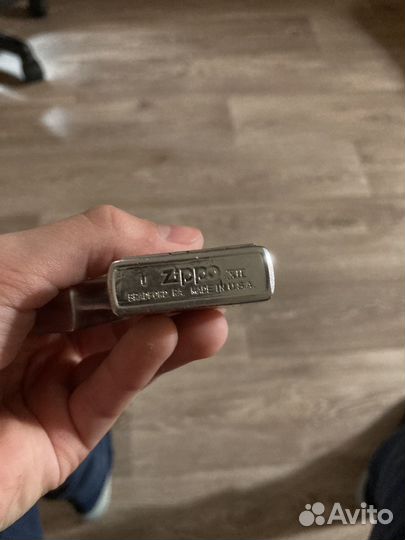 J Zippo XII
BRADFORD PA. MADE IN U.S.A.
Avito